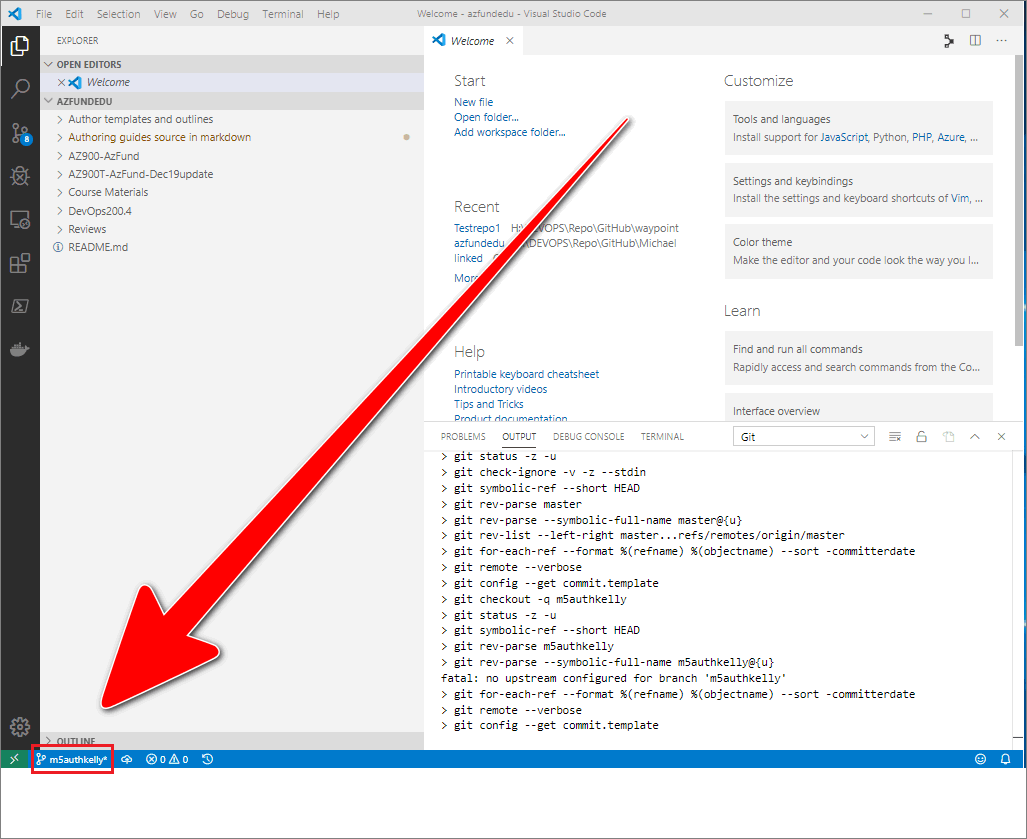 File Edit Selection View Go Debug Terminal Help
Welcome - azfundedu - Visual Studio Code
EXPLORER
OPEN EDITORS
Welcome
AZFUNDEDU
Author templates and outlines
Authoring guides source in markdown
AZ900-AzFund
AZ900T-AzFund-Dec19update
Course Materials
DevOps200.4
Reviews
README.md
OUTLINE
8
Welcome
Start
New file
Open folder...
Add workspace folder...
Recent
Testrepo1 H:\DEVOPS\Repo\GitHub\waypoint
azfundedu \DEVOPS\Repo\GitHub\Michael
linked
Help
Printable keyboard cheatsheet
Introductory videos
Tips and Tricks
Product documentation
Customize
Tools and languages
Install support for JavaScript, Python, PHP, Azure, ...
Settings and keybindings
Install the settings and keyboard shortcuts of Vim, ...
Color theme
Make the editor and your code look the way you l...
Learn
Find and run all commands
Rapidly access and search commands from the Co...
Interface overview
PROBLEMS OUTPUT DEBUG CONSOLE TERMINAL
Git
> git status -z -u
> git check-ignore -v -z --stdin
> git symbolic-ref --short HEAD
> git rev-parse master
> git rev-parse --symbolic-full-name master@{u}
> git rev-list --left-right master...refs/remotes/origin/master
> git for-each-ref --format %(refname) %(objectname) --sort -committerdate
> git remote --verbose
> git config --get commit.template
> git checkout -q m5authkelly
> git status -z -u
> git symbolic-ref --short HEAD
> git rev-parse m5authkelly
> git rev-parse --symbolic-full-name m5authkelly@{u}
fatal: no upstream configured for branch 'm5authkelly'
> git for-each-ref --format %(refname) %(objectname) --sort -committerdate
> git remote --verbose
> git config --get commit.template
m5authkelly* 0 0